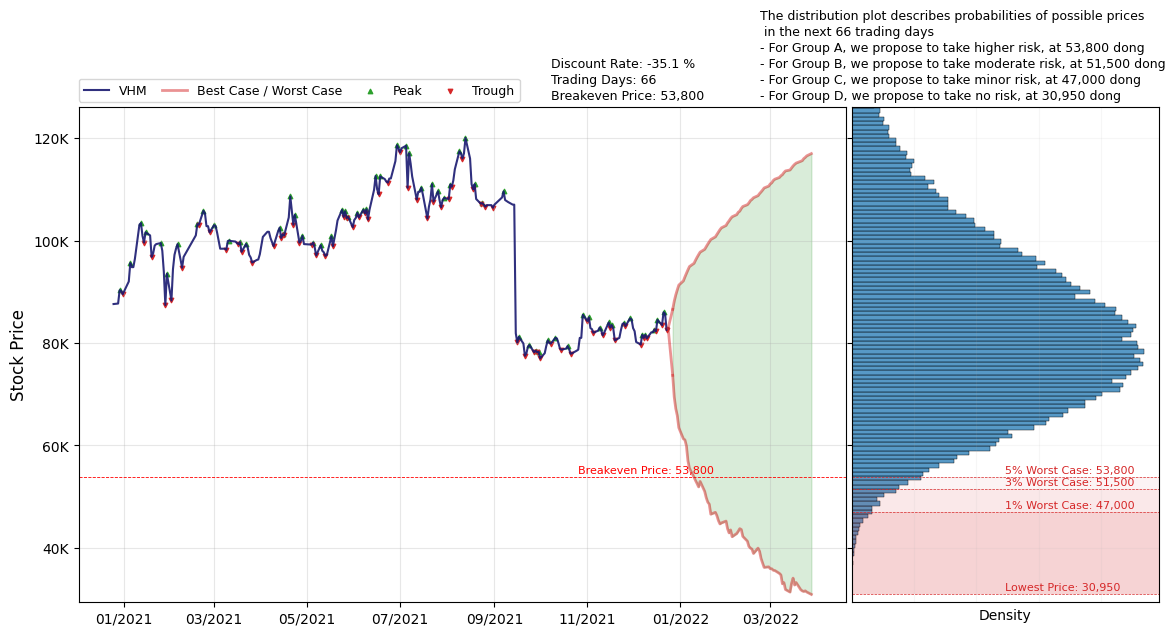 The distribution plot describes probabilities of possible prices
in the next 66 trading days
- For Group A, we propose to take higher risk, at 53,800 dong
- For Group B, we propose to take moderate risk, at 51,500 dong
- For Group C, we propose to take minor risk, at 47,000 dong
- For Group D, we propose to take no risk, at 30,950 dong
Discount Rate: -35.1 %
Trading Days: 66
Breakeven Price: 53,800
VHM Best Case / Worst Case Peak Trough
Stock Price
120K
100K
80K
60K
40K
Breakeven Price: 53,800
01/2021 03/2021 05/2021 07/2021 09/2021 11/2021 01/2022 03/2022
5% Worst Case: 53,800
3% Worst Case: 51,500
1% Worst Case: 47,000
Lowest Price: 30,950
Density